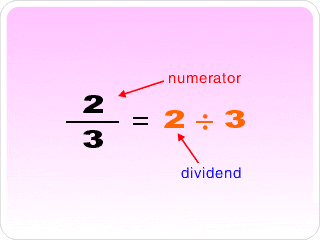 numerator
2/3 = 2 ÷ 3
dividend